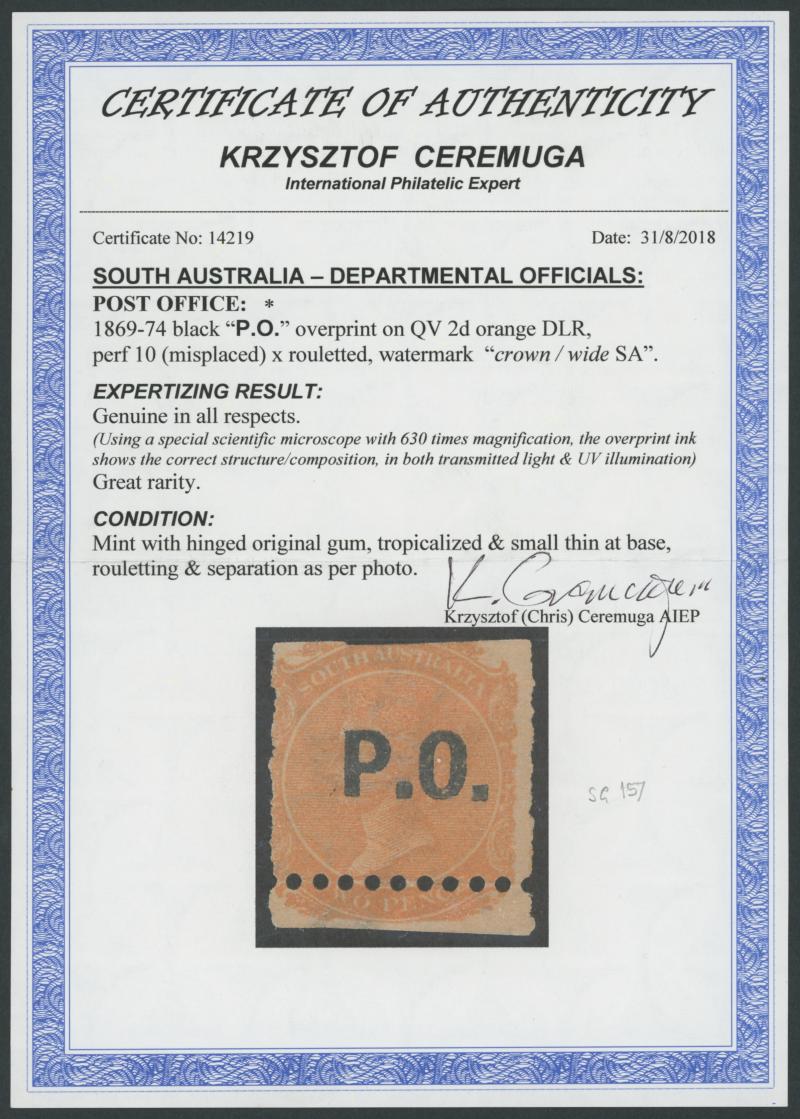 CERTIFICATE OF AUTHENTICITY
KRZYSZTOF CEREMUGA
International Philatelic Expert
Certificate No: 14219 Date: 31/8/2018
SOUTH AUSTRALIA – DEPARTMENTAL OFFICIALS:
POST OFFICE: *
1869-74 black “P.O.” overprint on QV 2d orange DLR,
perf 10 (misplaced) x rouletted, watermark “crown / wide SA”.
EXPERTIZING RESULT:
Genuine in all respects.
(Using a special scientific microscope with 630 times magnification, the overprint ink
shows the correct structure/composition, in both transmitted light & UV illumination)
Great rarity.
CONDITION:
Mint with hinged original gum, tropicalized & small thin at base,
rouletting & separation as per photo.
K. Ceremuga
Krzysztof (Chris) Ceremuga AIEP
SOUTH AUSTRALIA
P.O.
SG 157
WO PENC